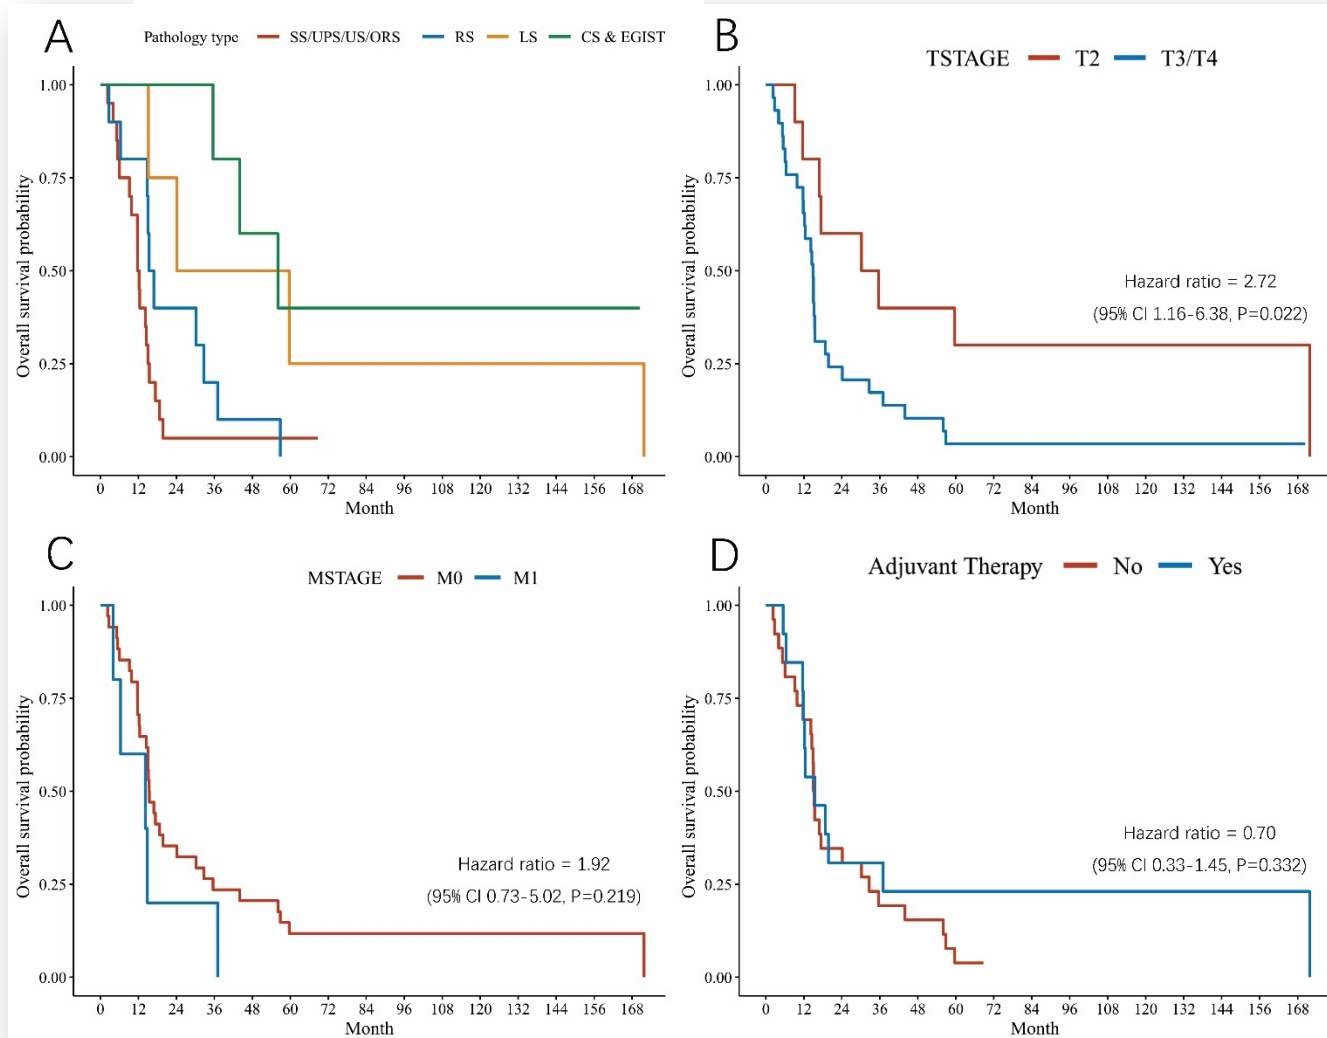 A
Pathology type SS/UPS/US/ORS RS LS CS & EGIST
1.00
0.75
0.50
0.25
0.00
Overall survival probability
0 12 24 36 48 60 72 84 96 108 120 132 144 156 168
Month
B
TSTAGE T2 T3/T4
1.00
0.75
0.50
0.25
0.00
Overall survival probability
Hazard ratio = 2.72
(95% CI 1.16-6.38, P=0.022)
0 12 24 36 48 60 72 84 96 108 120 132 144 156 168
Month
C
MSTAGE M0 M1
1.00
0.75
0.50
0.25
0.00
Overall survival probability
Hazard ratio = 1.92
(95% CI 0.73-5.02, P=0.219)
0 12 24 36 48 60 72 84 96 108 120 132 144 156 168
Month
D
Adjuvant Therapy No Yes
1.00
0.75
0.50
0.25
0.00
Overall survival probability
Hazard ratio = 0.70
(95% CI 0.33-1.45, P=0.332)
0 12 24 36 48 60 72 84 96 108 120 132 144 156 168
Month